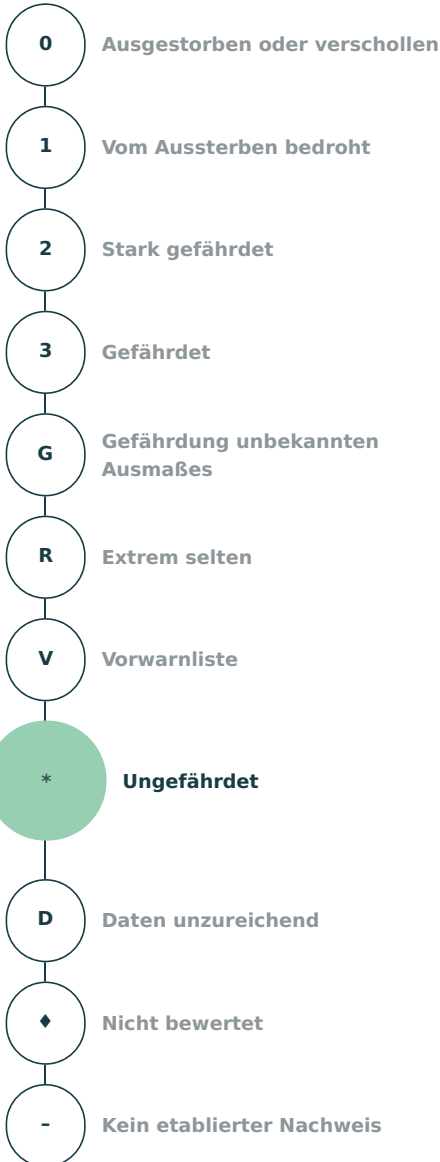 0 Ausgestorben oder verschollen
1 Vom Aussterben bedroht
2 Stark gefährdet
3 Gefährdet
G Gefährdung unbekannten
Ausmaßes
R Extrem selten
V Vorwarnliste
* Ungefährdet
D Daten unzureichend
♦ Nicht bewertet
– Kein etablierter Nachweis